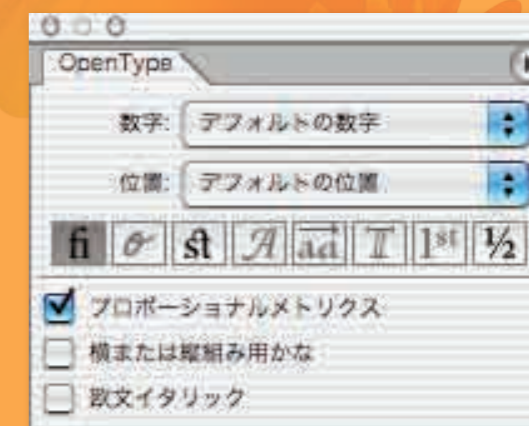 OpenType
数字: デフォルトの数字
位置: デフォルトの位置
fi o st A aa T 1st ½
プロポーショナルメトリクス
横または縦組み用かな
欧文イタリック